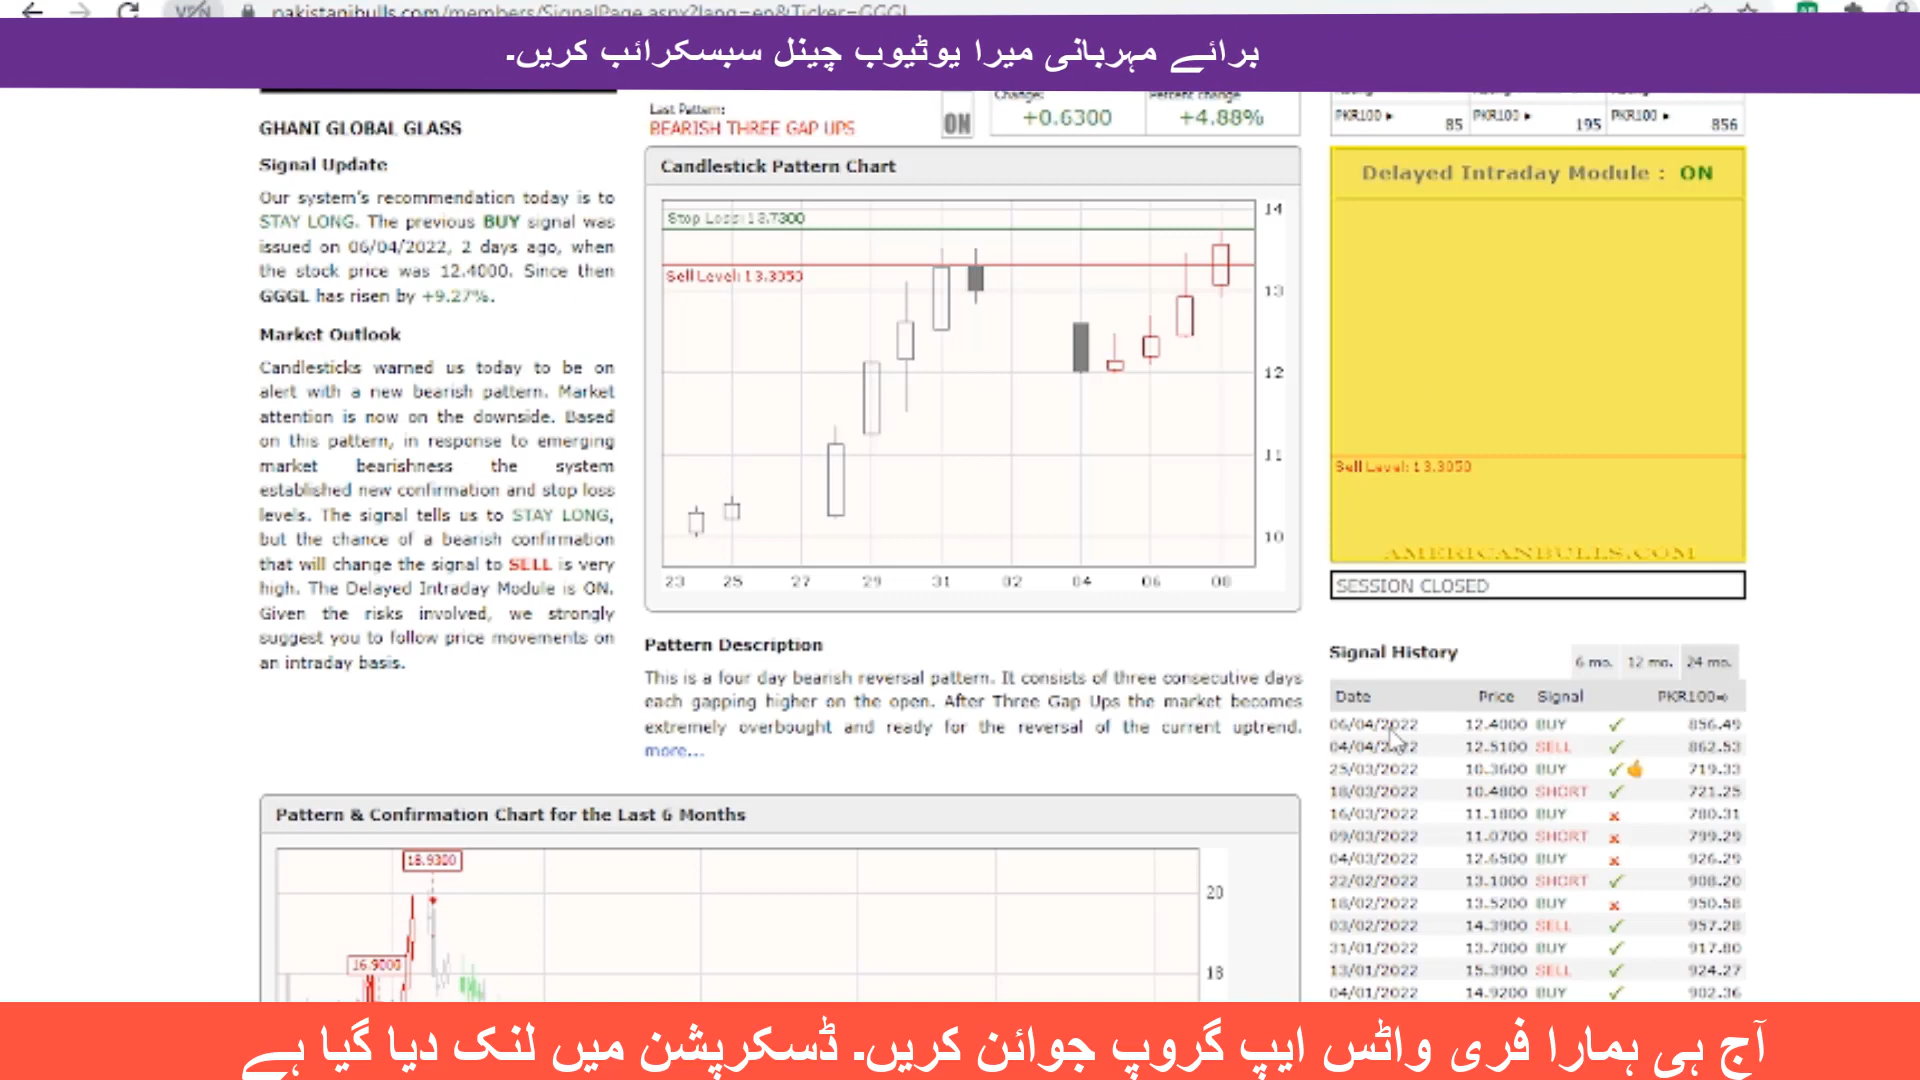 pakistanibulls.com/members/SignalPage.aspx?lang=en&Ticker=GGGL
برائے مہربانی میرا یوٹیوب چینل سبسکرائب کریں۔
GHANI GLOBAL GLASS
Signal Update
Our system's recommendation today is to
STAY LONG. The previous BUY signal was
issued on 06/04/2022, 2 days ago, when
the stock price was 12.4000. Since then
GGGL has risen by +9.27%.
Market Outlook
Candlesticks warned us today to be on
alert with a new bearish pattern. Market
attention is now on the downside. Based
on this pattern, in response to emerging
market bearishness the system
established new confirmation and stop loss
levels. The signal tells us to STAY LONG,
but the chance of a bearish confirmation
that will change the signal to SELL is very
high. The Delayed Intraday Module is ON.
Given the risks involved, we strongly
suggest you to follow price movements on
an intraday basis.
Last Pattern:
BEARISH THREE GAP UPS
ON
Change:
+0.6300
Percent change
+4.88%
Candlestick Pattern Chart
Stop Loss:13.7300
Sell Level:13.3050
14
13
12
11
10
23 25 27 29 31 02 04 06 08
Pattern Description
This is a four day bearish reversal pattern. It consists of three consecutive days
each gapping higher on the open. After Three Gap Ups the market becomes
extremely overbought and ready for the reversal of the current uptrend.
more...
PKR100 ▸ 85 PKR100 ▸ 195 PKR100 ▸ 856
Delayed Intraday Module : ON
Sell Level:13.3050
AMERICANBULLS.COM
SESSION CLOSED
Signal History
6 mo. 12 mo. 24 mo.
Date Price Signal PKR100⇒
06/04/2022 12.4000 BUY ✓ 856.49
04/04/2022 12.5100 SELL ✓ 862.53
25/03/2022 10.3600 BUY ✓ 719.33
18/03/2022 10.4800 SHORT ✓ 721.25
16/03/2022 11.1800 BUY x 780.31
09/03/2022 11.0700 SHORT x 799.29
04/03/2022 12.6500 BUY x 926.29
22/02/2022 13.1000 SHORT ✓ 908.20
18/02/2022 13.5200 BUY x 950.58
03/02/2022 14.3900 SELL ✓ 957.28
31/01/2022 13.7000 BUY ✓ 917.80
13/01/2022 15.3900 SELL ✓ 924.27
04/01/2022 14.9200 BUY ✓ 902.36
Pattern & Confirmation Chart for the Last 6 Months
18.9300
16.9000
20
18
آج ہی ہمارا فری واٹس ایپ گروپ جوائن کریں۔ ڈسکرپشن میں لنک دیا گیا ہے